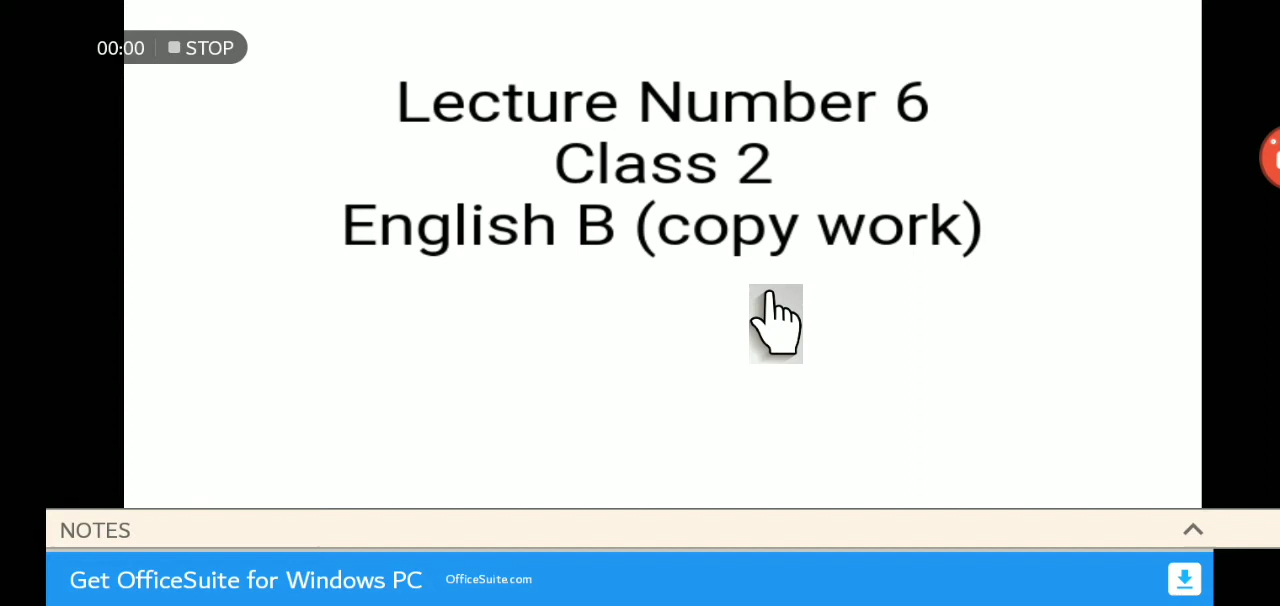 00:00 STOP
Lecture Number 6
Class 2
English B (copy work)
NOTES
Get OfficeSuite for Windows PC OfficeSuite.com